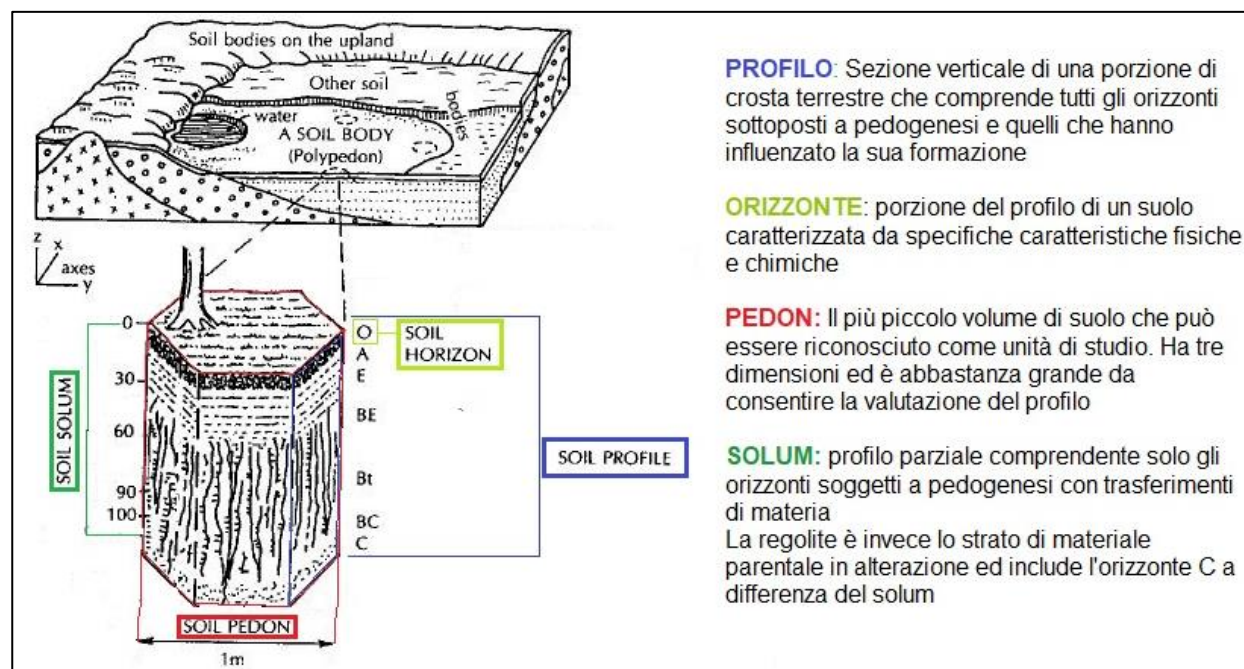 Soil bodies on the upland
Other soil
bodies
water
A SOIL BODY
(Polypedon)
z
x
axes
y
0
30
60
90
100
SOIL SOLUM
O
A
E
BE
Bt
BC
C
SOIL
HORIZON
SOIL PROFILE
SOIL PEDON
1m
PROFILO: Sezione verticale di una porzione di
crosta terrestre che comprende tutti gli orizzonti
sottoposti a pedogenesi e quelli che hanno
influenzato la sua formazione
ORIZZONTE: porzione del profilo di un suolo
caratterizzata da specifiche caratteristiche fisiche
e chimiche
PEDON: Il più piccolo volume di suolo che può
essere riconosciuto come unità di studio. Ha tre
dimensioni ed è abbastanza grande da
consentire la valutazione del profilo
SOLUM: profilo parziale comprendente solo gli
orizzonti soggetti a pedogenesi con trasferimenti
di materia
La regolite è invece lo strato di materiale
parentale in alterazione ed include l'orizzonte C a
differenza del solum